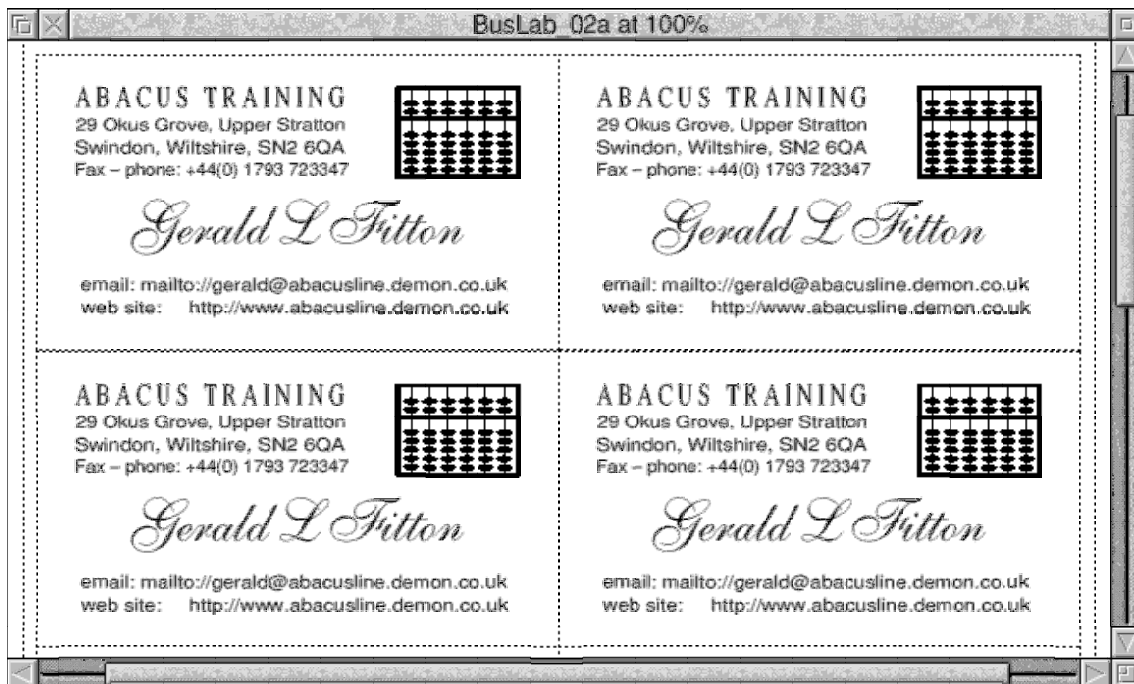 BusLab_02a at 100%
ABACUS TRAINING
29 Okus Grove, Upper Stratton
Swindon, Wiltshire, SN2 6QA
Fax – phone: +44(0) 1793 723347
Gerald L Fitton
email: mailto://gerald@abacusline.demon.co.uk
web site: http://www.abacusline.demon.co.uk
ABACUS TRAINING
29 Okus Grove, Upper Stratton
Swindon, Wiltshire, SN2 6QA
Fax – phone: +44(0) 1793 723347
Gerald L Fitton
email: mailto://gerald@abacusline.demon.co.uk
web site: http://www.abacusline.demon.co.uk
ABACUS TRAINING
29 Okus Grove, Upper Stratton
Swindon, Wiltshire, SN2 6QA
Fax – phone: +44(0) 1793 723347
Gerald L Fitton
email: mailto://gerald@abacusline.demon.co.uk
web site: http://www.abacusline.demon.co.uk
ABACUS TRAINING
29 Okus Grove, Upper Stratton
Swindon, Wiltshire, SN2 6QA
Fax – phone: +44(0) 1793 723347
Gerald L Fitton
email: mailto://gerald@abacusline.demon.co.uk
web site: http://www.abacusline.demon.co.uk